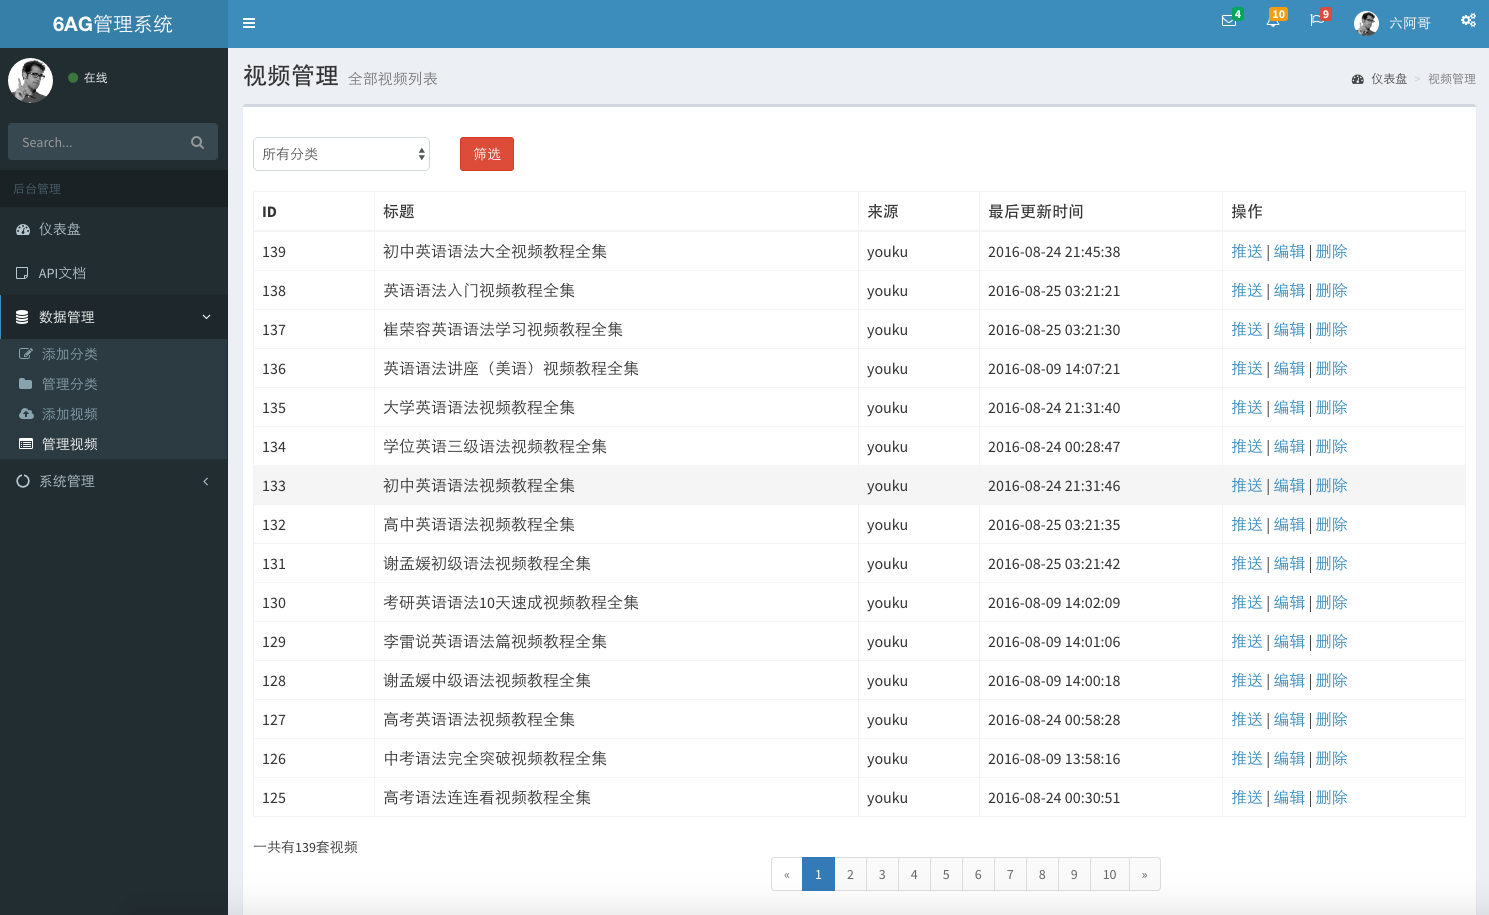 6AG管理系统
4
10
9
六阿哥
在线
Search...
后台管理
仪表盘
API文档
数据管理
添加分类
管理分类
添加视频
管理视频
系统管理
视频管理 全部视频列表
仪表盘 > 视频管理
所有分类 筛选
ID 标题 来源 最后更新时间 操作
139 初中英语语法大全视频教程全集 youku 2016-08-24 21:45:38 推送 | 编辑 | 删除
138 英语语法入门视频教程全集 youku 2016-08-25 03:21:21 推送 | 编辑 | 删除
137 崔荣容英语语法学习视频教程全集 youku 2016-08-25 03:21:30 推送 | 编辑 | 删除
136 英语语法讲座（美语）视频教程全集 youku 2016-08-09 14:07:21 推送 | 编辑 | 删除
135 大学英语语法视频教程全集 youku 2016-08-24 21:31:40 推送 | 编辑 | 删除
134 学位英语三级语法视频教程全集 youku 2016-08-24 00:28:47 推送 | 编辑 | 删除
133 初中英语语法视频教程全集 youku 2016-08-24 21:31:46 推送 | 编辑 | 删除
132 高中英语语法视频教程全集 youku 2016-08-25 03:21:35 推送 | 编辑 | 删除
131 谢孟媛初级语法视频教程全集 youku 2016-08-25 03:21:42 推送 | 编辑 | 删除
130 考研英语语法10天速成视频教程全集 youku 2016-08-09 14:02:09 推送 | 编辑 | 删除
129 李雷说英语语法篇视频教程全集 youku 2016-08-09 14:01:06 推送 | 编辑 | 删除
128 谢孟媛中级语法视频教程全集 youku 2016-08-09 14:00:18 推送 | 编辑 | 删除
127 高考英语语法视频教程全集 youku 2016-08-24 00:58:28 推送 | 编辑 | 删除
126 中考语法完全突破视频教程全集 youku 2016-08-09 13:58:16 推送 | 编辑 | 删除
125 高考语法连连看视频教程全集 youku 2016-08-24 00:30:51 推送 | 编辑 | 删除
一共有139套视频
« 1 2 3 4 5 6 7 8 9 10 »